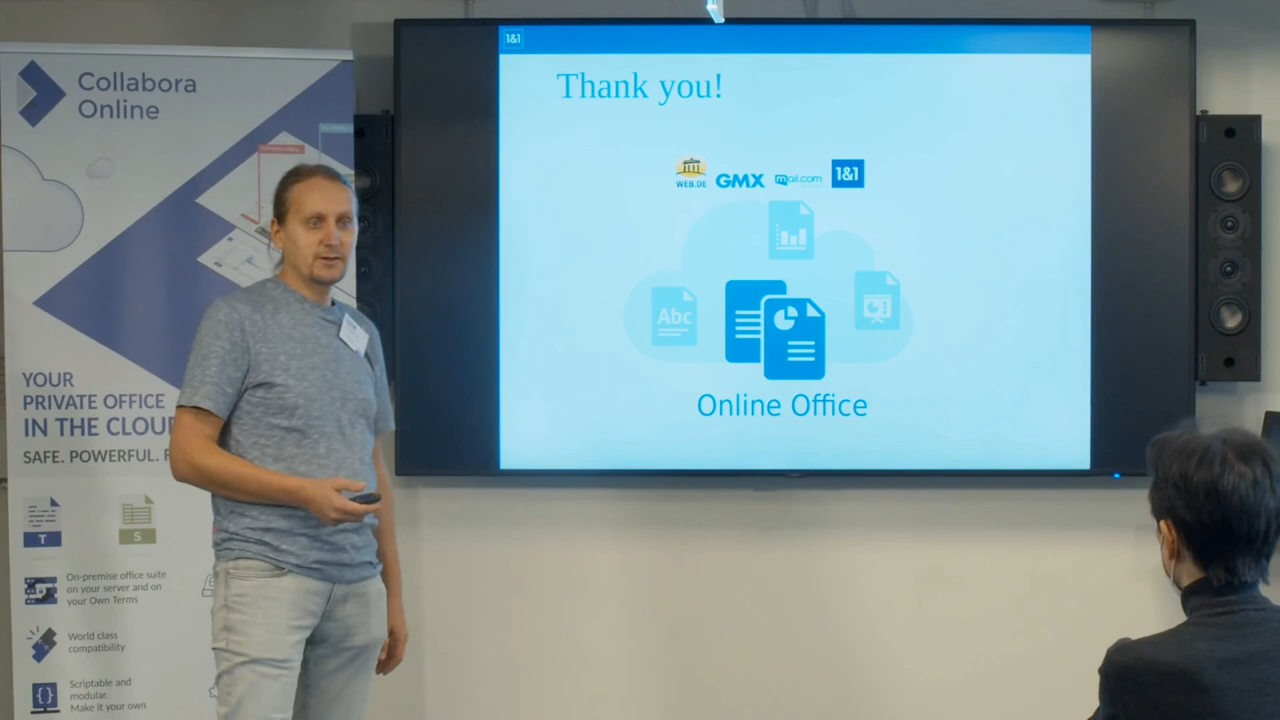 Collabora
Online
YOUR
PRIVATE OFFICE
IN THE CLOUD
SAFE. POWERFUL.
T
S
On-premise office suite
on your server and on
your Own Terms
World class
compatibility
{}
Scriptable and
modular.
Make it your own
1&1
Thank you!
WEB.DE
GMX
mail.com
1&1
Abc
Online Office